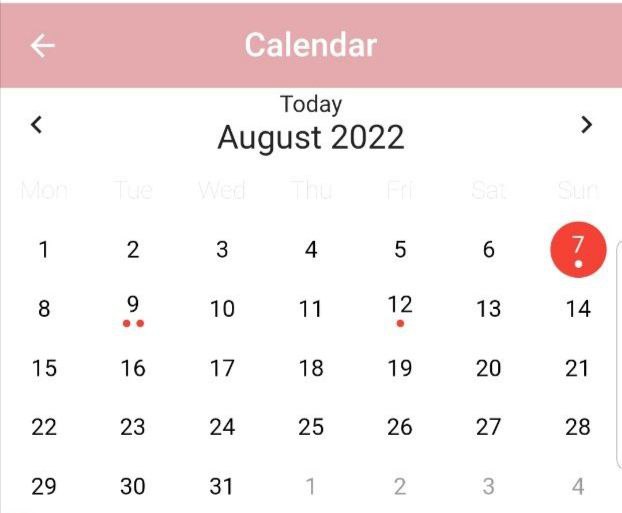 Calendar
Today
August 2022
Mon Tue Wed Thu Fri Sat Sun
1 2 3 4 5 6 7
8 9 10 11 12 13 14
15 16 17 18 19 20 21
22 23 24 25 26 27 28
29 30 31 1 2 3 4